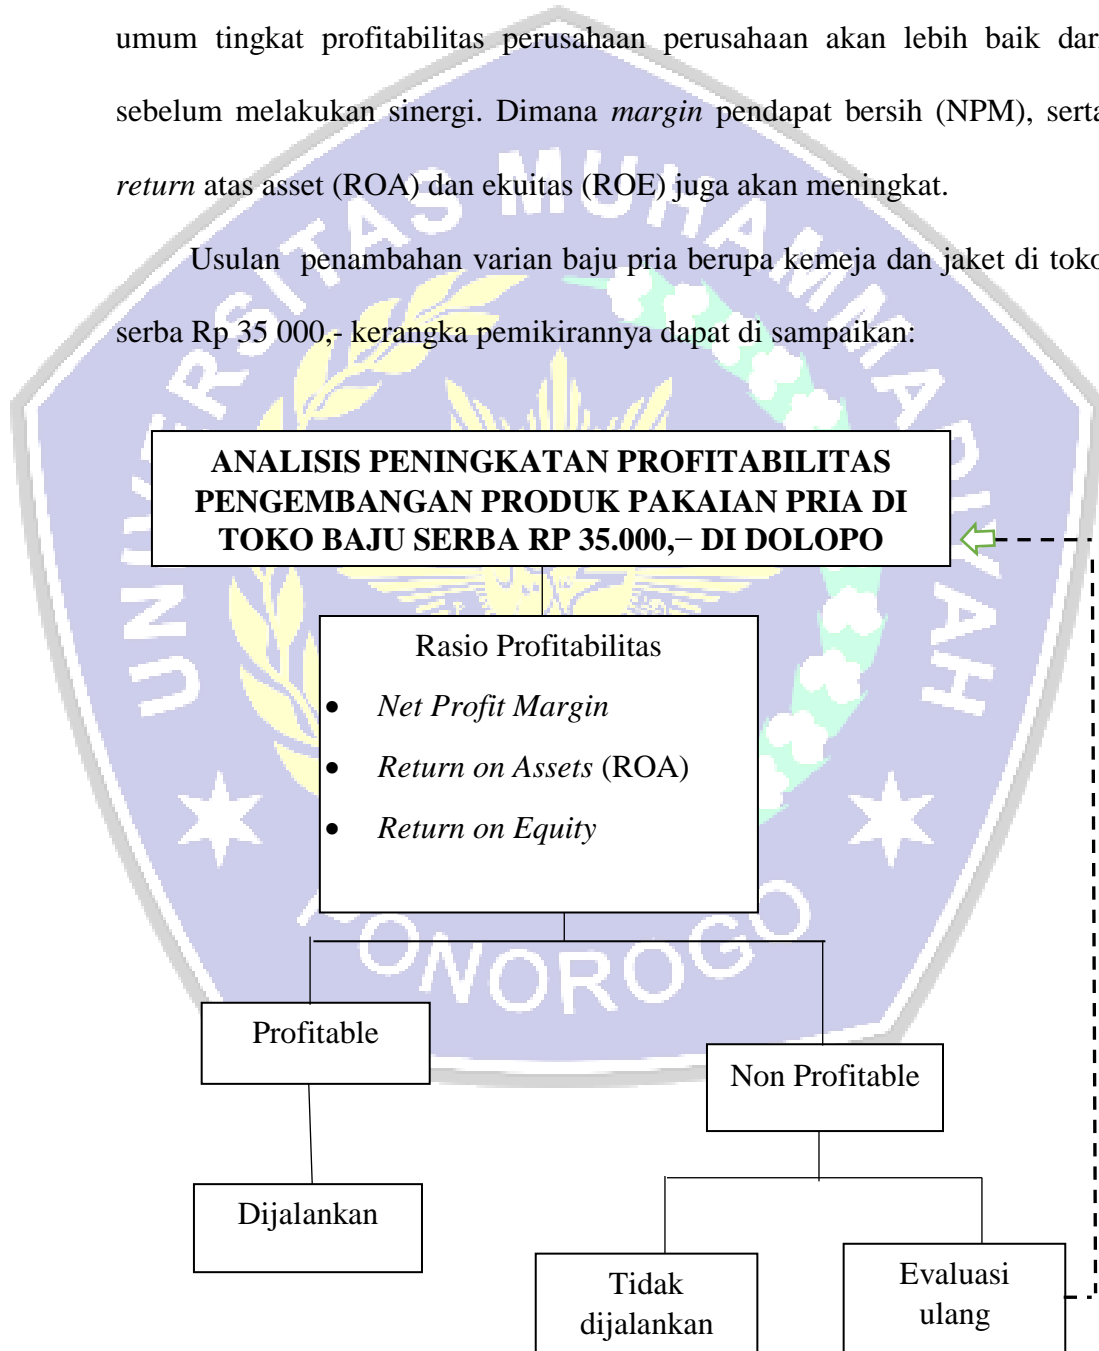 umum tingkat profitabilitas perusahaan perusahaan akan lebih baik dari
sebelum melakukan sinergi. Dimana margin pendapat bersih (NPM), serta
return atas asset (ROA) dan ekuitas (ROE) juga akan meningkat.
Usulan penambahan varian baju pria berupa kemeja dan jaket di toko
serba Rp 35 000,- kerangka pemikirannya dapat di sampaikan:
ANALISIS PENINGKATAN PROFITABILITAS
PENGEMBANGAN PRODUK PAKAIAN PRIA DI
TOKO BAJU SERBA RP 35.000,− DI DOLOPO
Rasio Profitabilitas
• Net Profit Margin
• Return on Assets (ROA)
• Return on Equity
Profitable
Non Profitable
Dijalankan
Tidak
dijalankan
Evaluasi
ulang
UNIVERSITAS MUHAMMADIYAH
PONOROGO